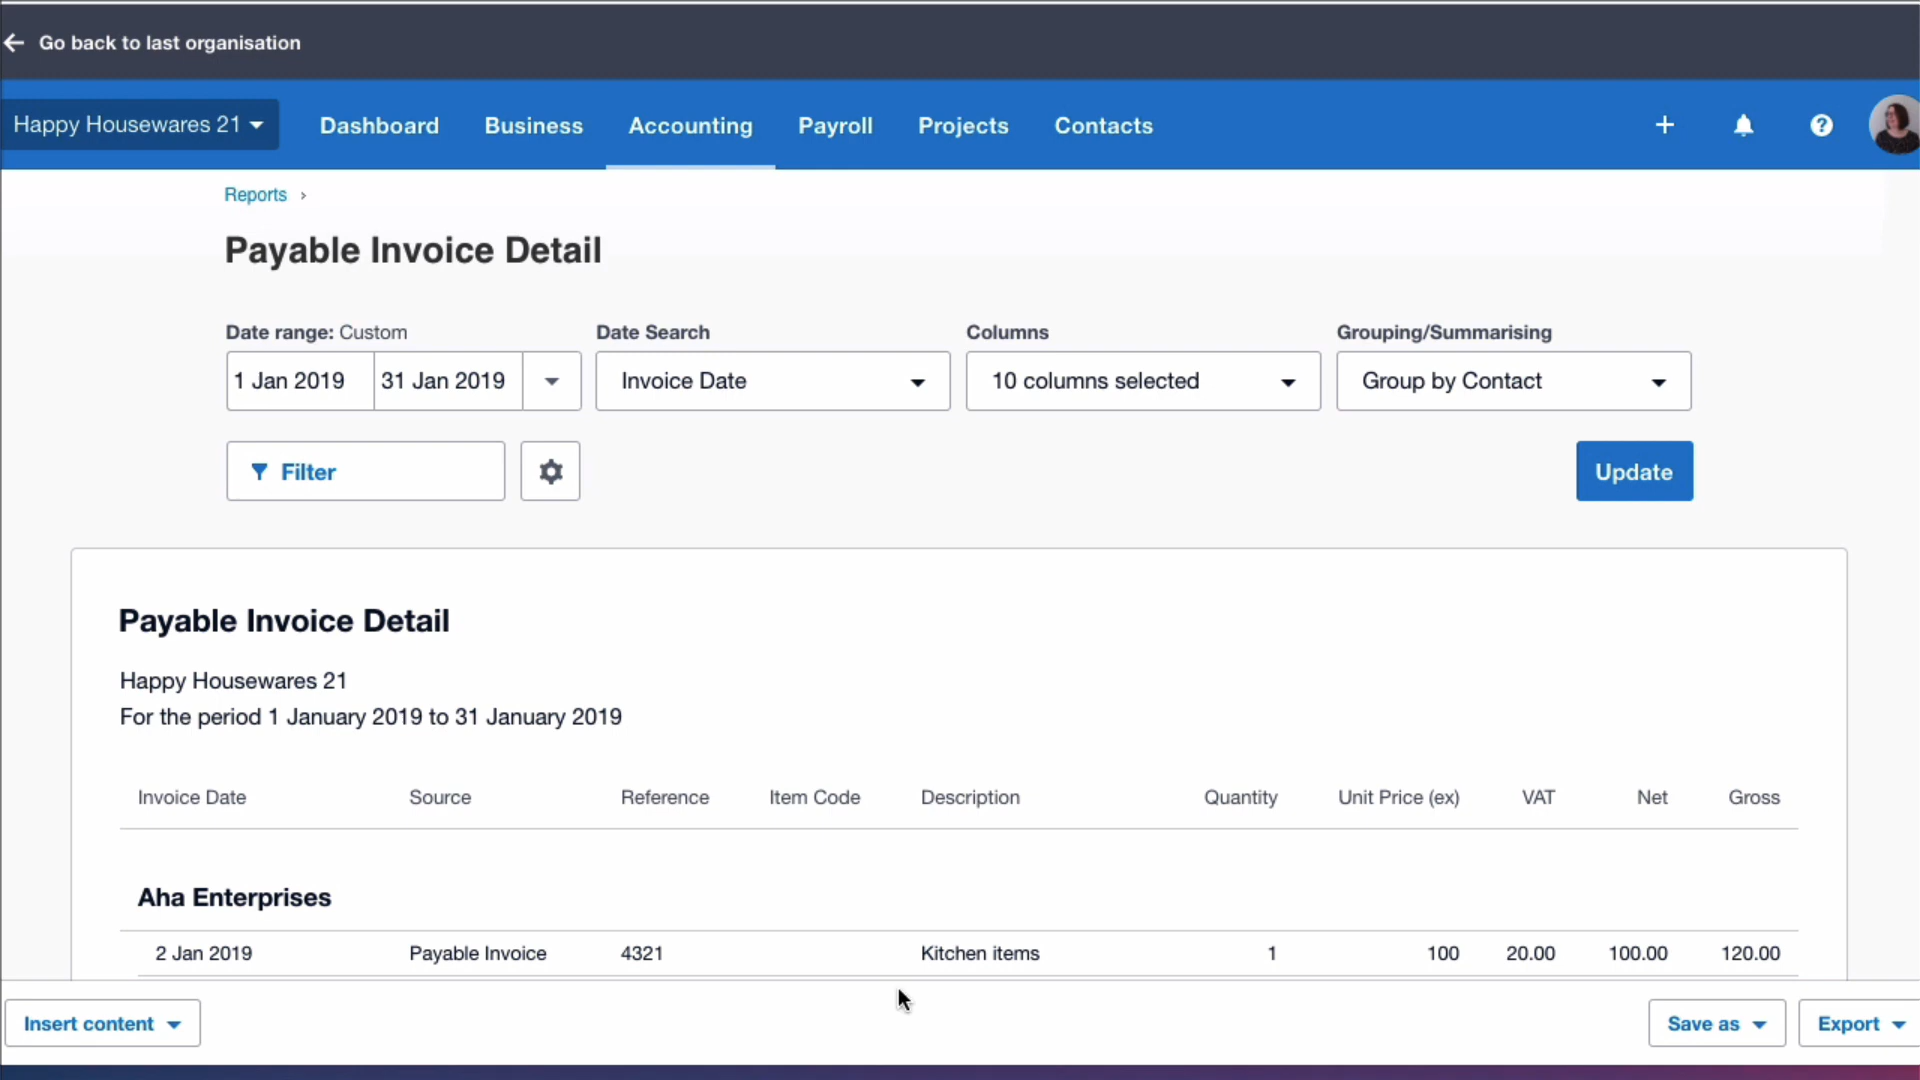 Go back to last organisation
Happy Housewares 21 Dashboard Business Accounting Payroll Projects Contacts
Reports
Payable Invoice Detail
Date range: Custom Date Search Columns Grouping/Summarising
1 Jan 2019 31 Jan 2019 Invoice Date 10 columns selected Group by Contact
Filter Update
Payable Invoice Detail
Happy Housewares 21
For the period 1 January 2019 to 31 January 2019
Invoice Date Source Reference Item Code Description Quantity Unit Price (ex) VAT Net Gross
Aha Enterprises
2 Jan 2019 Payable Invoice 4321 Kitchen items 1 100 20.00 100.00 120.00
Insert content Save as Export